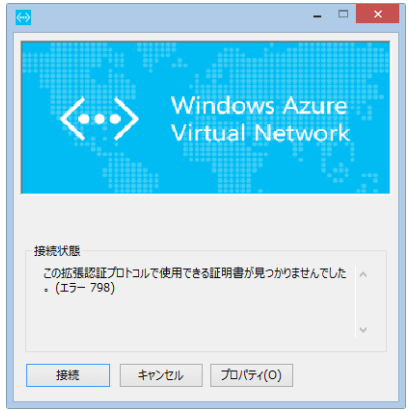 Windows Azure
Virtual Network
接続状態
この拡張認証プロトコルで使用できる証明書が見つかりませんでした
。(エラー 798)
接続
キャンセル
プロパティ(O)